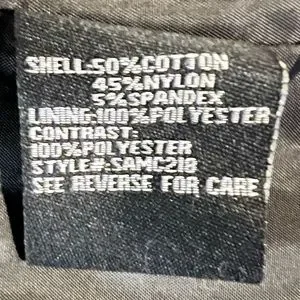 SHELL:50%COTTON
45%NYLON
5%SPANDEX
LINING:100%POLYESTER
CONTRAST:
100%POLYESTER
STYLE#:SAMC218
SEE REVERSE FOR CARE